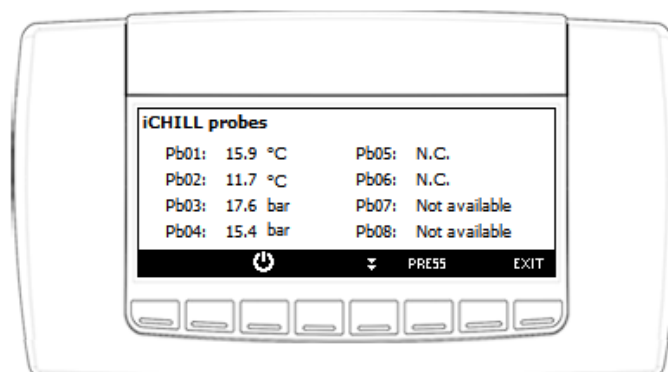 iCHILL probes
Pb01: 15.9 °C Pb05: N.C.
Pb02: 11.7 °C Pb06: N.C.
Pb03: 17.6 bar Pb07: Not available
Pb04: 15.4 bar Pb08: Not available
PRESS EXIT